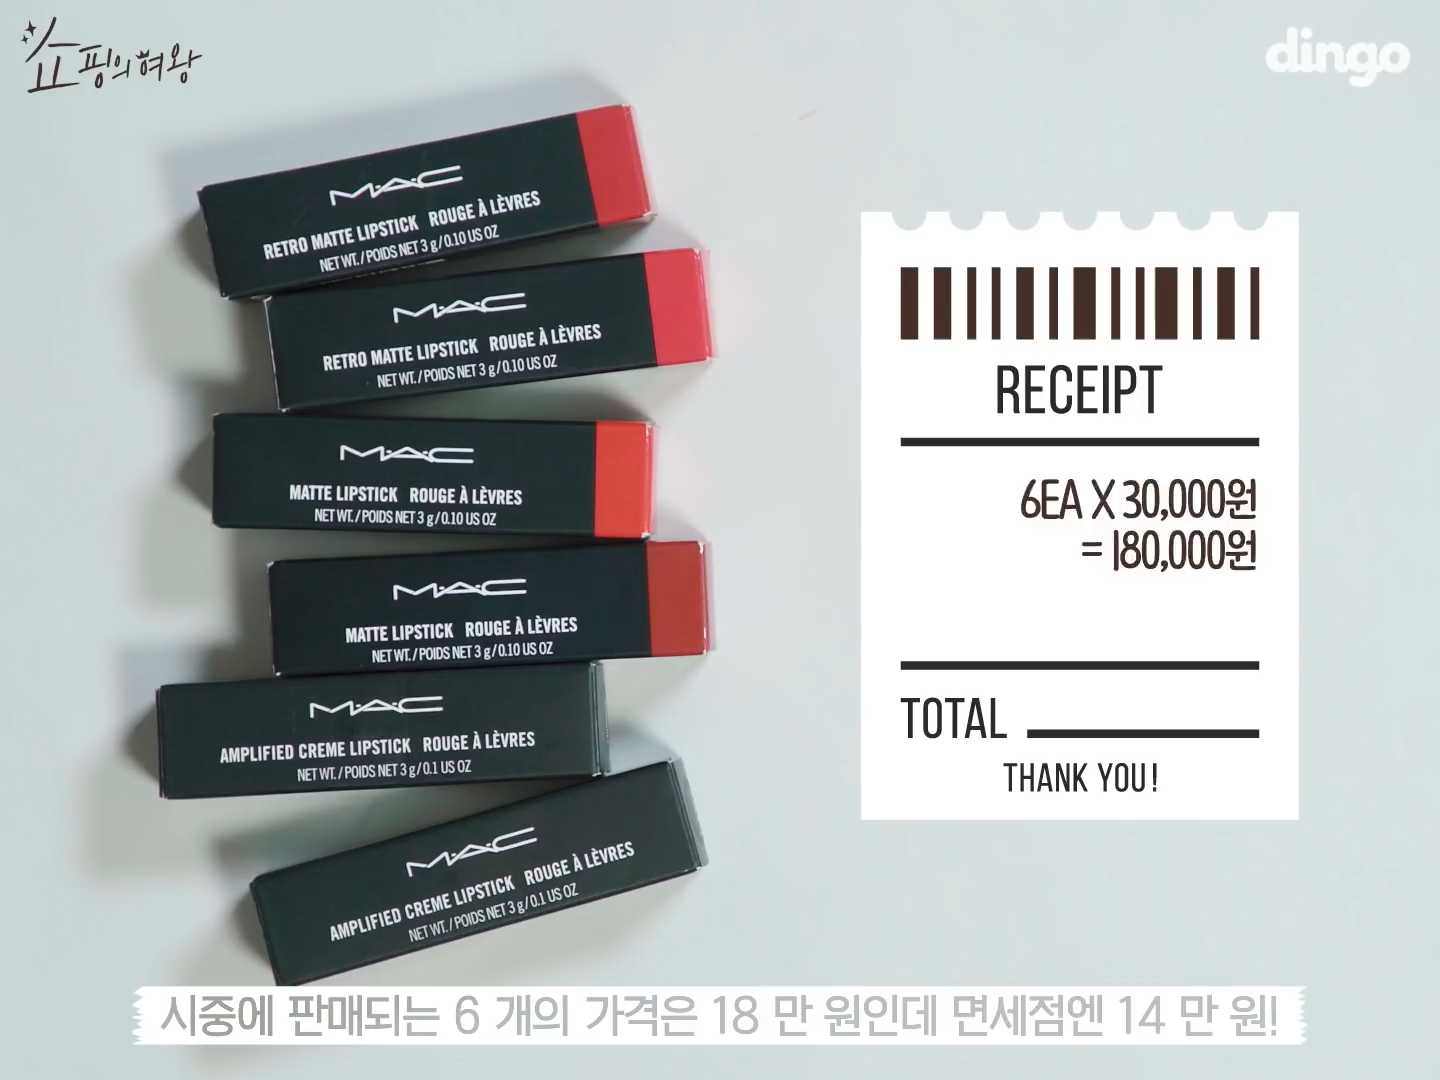 쇼핑의여왕
dingo
MAC
RETRO MATTE LIPSTICK ROUGE À LÈVRES
NET WT. / POIDS NET 3 g/0.10 US OZ
MAC
RETRO MATTE LIPSTICK ROUGE À LÈVRES
NET WT. / POIDS NET 3 g/0.10 US OZ
MAC
MATTE LIPSTICK ROUGE À LÈVRES
NET WT. / POIDS NET 3 g/0.10 US OZ
MAC
MATTE LIPSTICK ROUGE À LÈVRES
NET WT. / POIDS NET 3 g/0.10 US OZ
MAC
AMPLIFIED CREME LIPSTICK ROUGE À LÈVRES
NET WT. / POIDS NET 3 g/0.1 US OZ
MAC
AMPLIFIED CREME LIPSTICK ROUGE À LÈVRES
NET WT. / POIDS NET 3 g/0.1 US OZ
RECEIPT
6EA X 30,000원
= 180,000원
TOTAL
THANK YOU!
시중에 판매되는 6 개의 가격은 18 만 원인데 면세점엔 14 만 원!